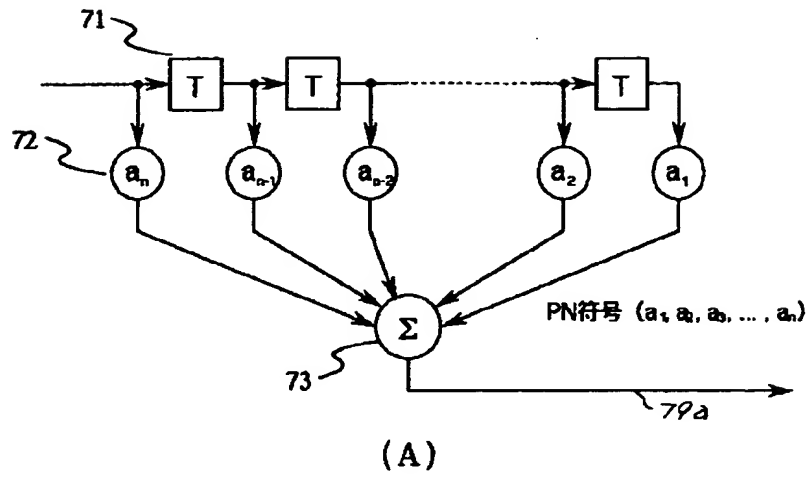 71
T T T
72
aₙ aₙ₋₁ aₙ₋₂ a₂ a₁
Σ
PN符号 (a₁, a₂, a₃, ... , aₙ)
73
79a
(A)